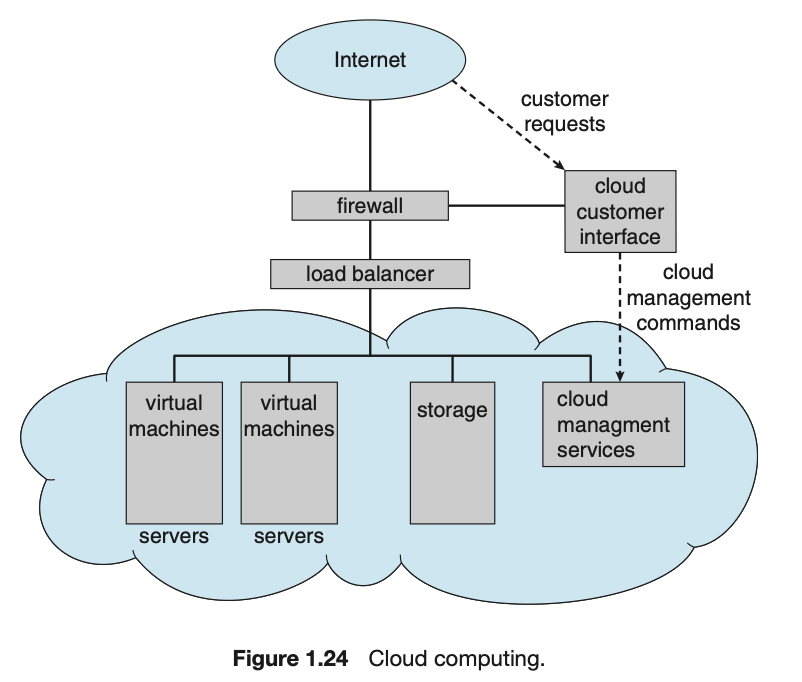 Internet
customer
requests
firewall
cloud
customer
interface
load balancer
cloud
management
commands
virtual
machines
servers
virtual
machines
servers
storage
cloud
managment
services
Figure 1.24 Cloud computing.